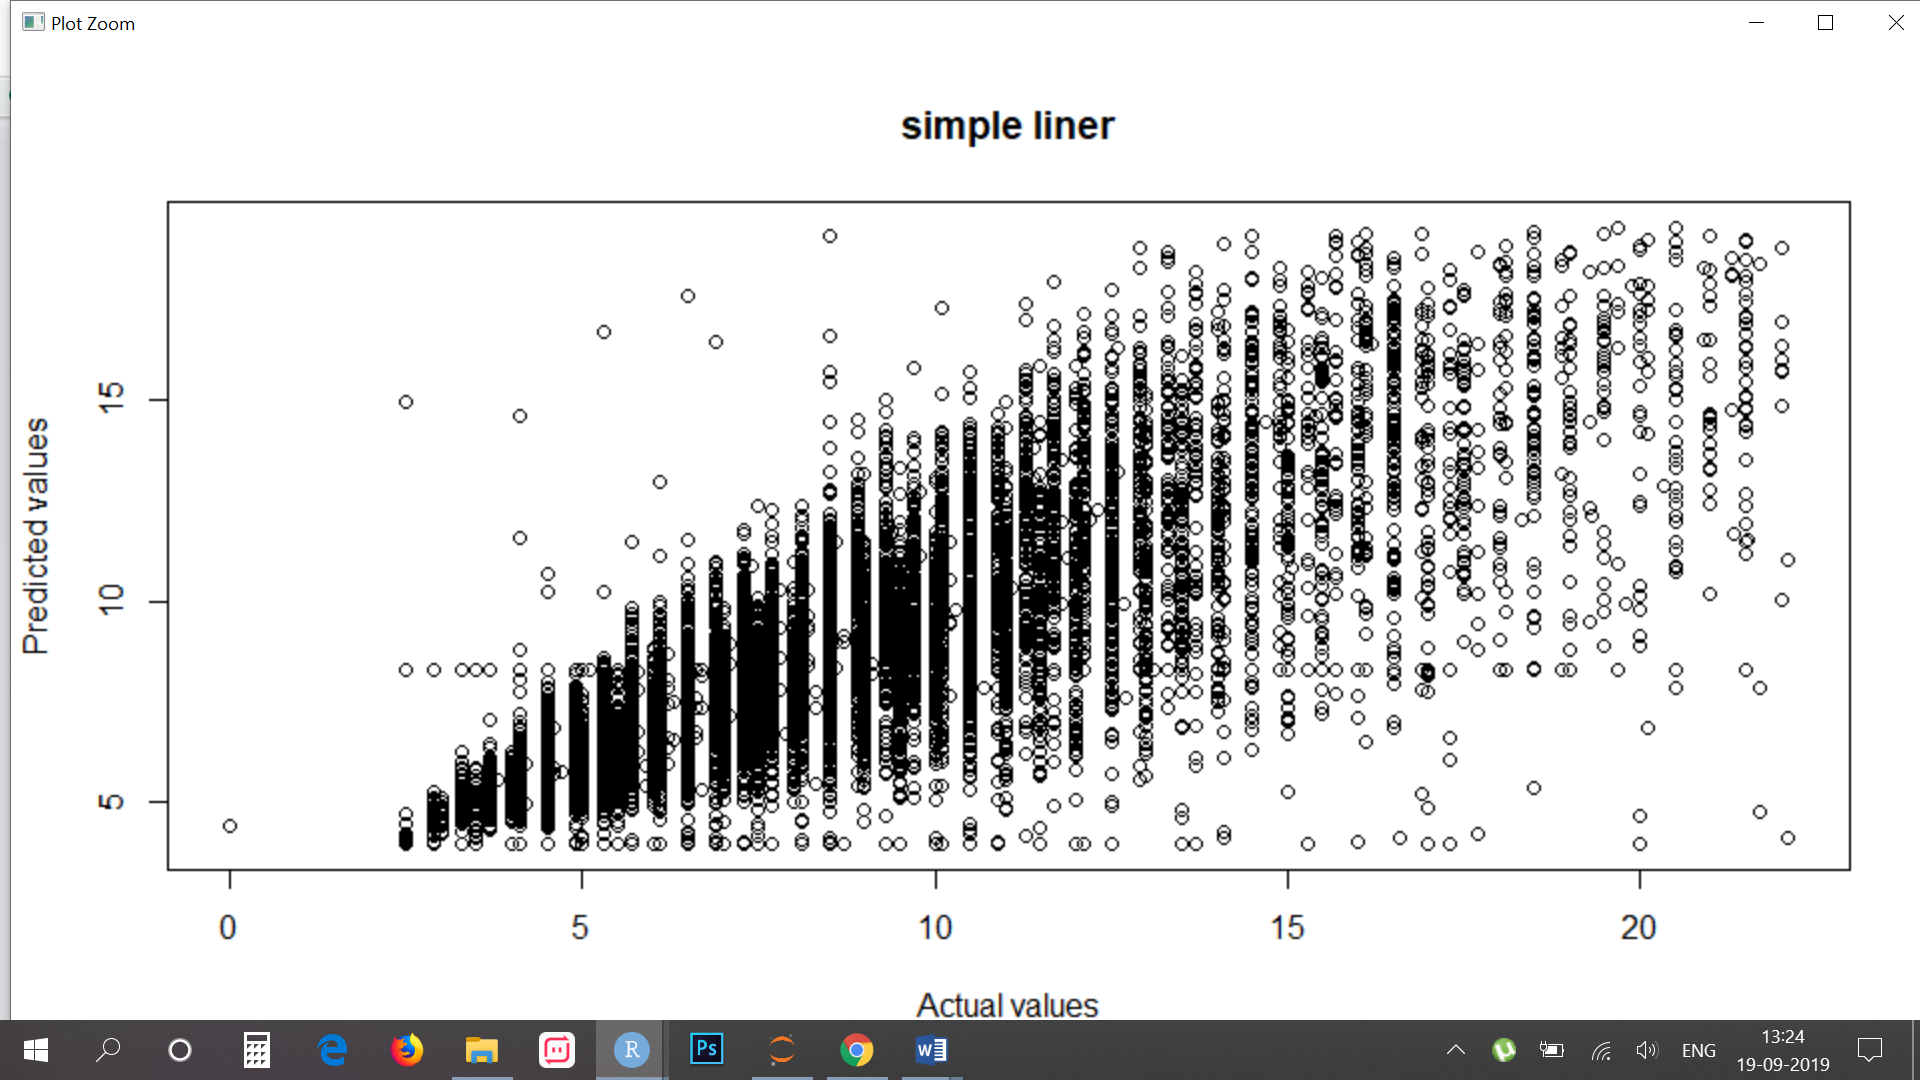 Plot Zoom
simple liner
Predicted values
15
10
5
0 5 10 15 20
Actual values
R
Ps
W
ENG
13:24
19-09-2019